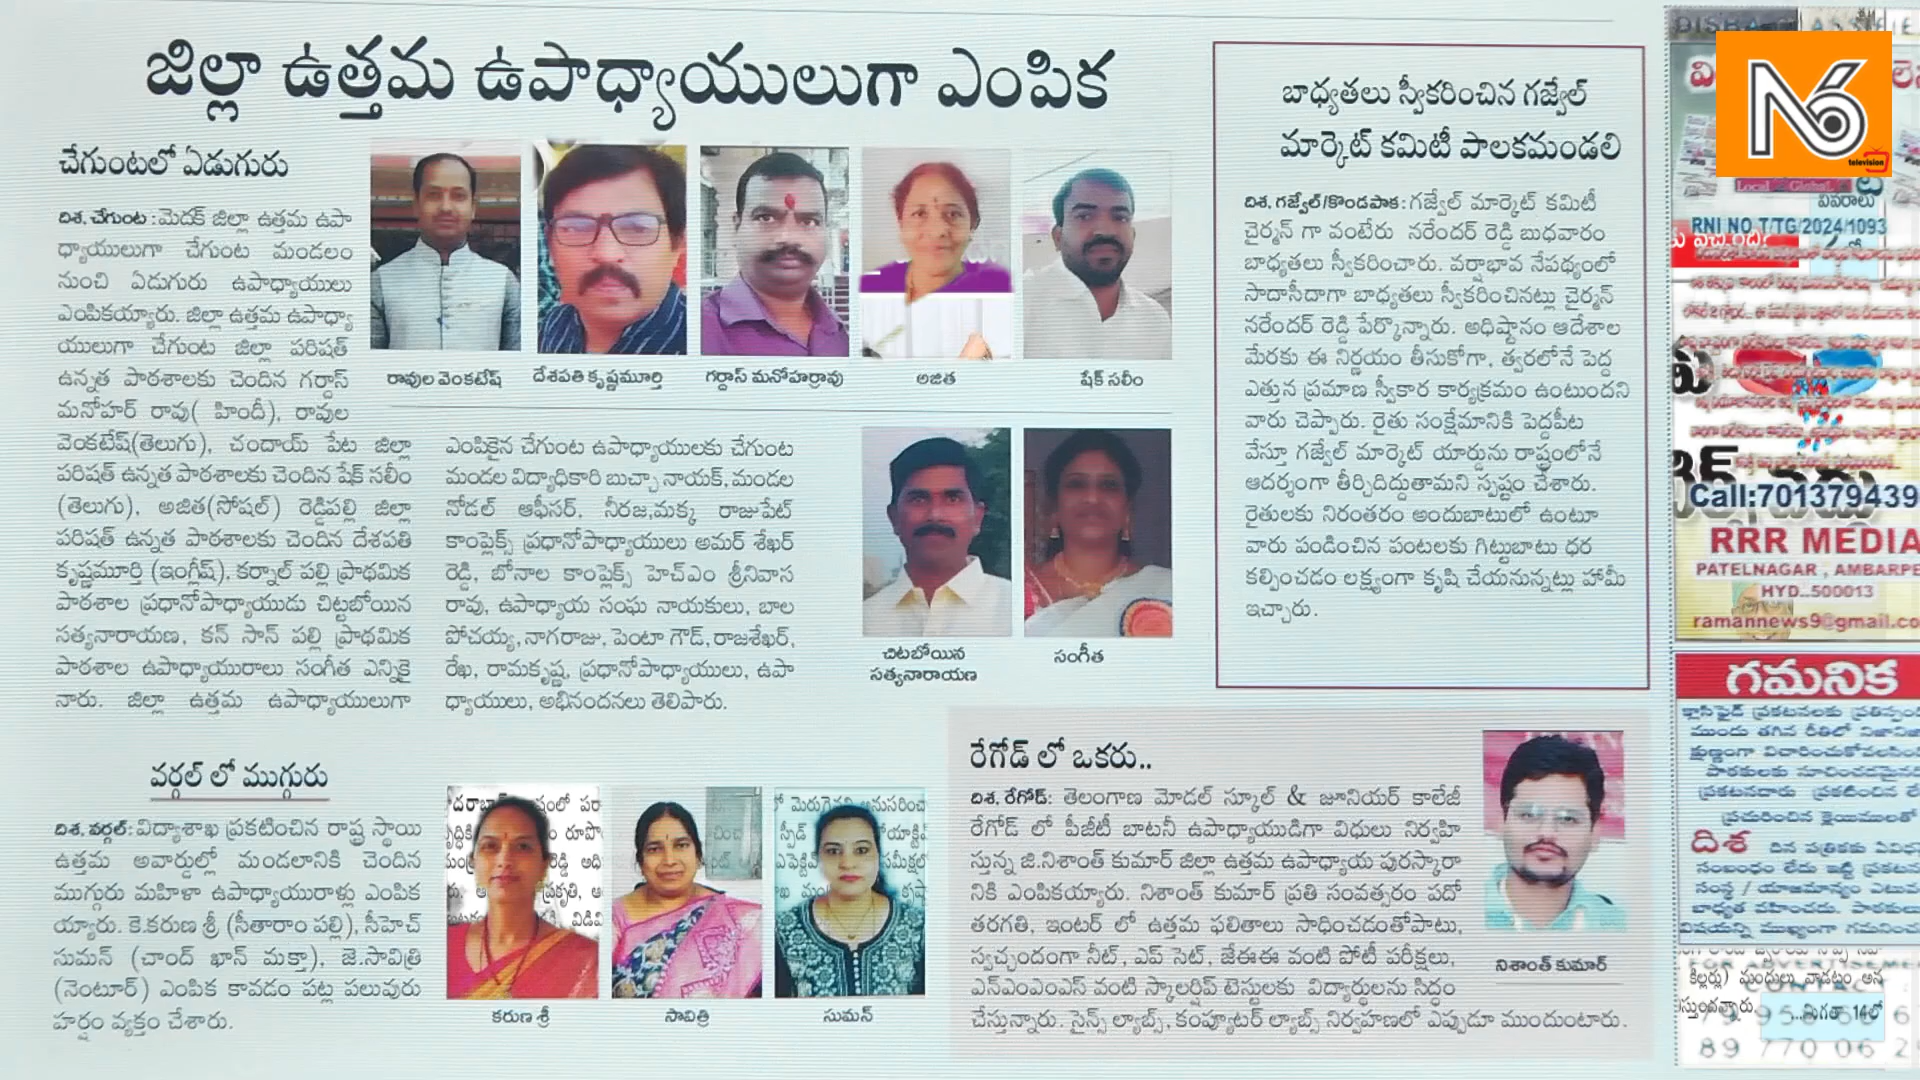 జిల్లా ఉత్తమ ఉపాధ్యాయులుగా ఎంపిక
చేగుంటలో ఏడుగురు
దిశ, చేగుంట : మెదక్ జిల్లా ఉత్తమ ఉపా
ధ్యాయులుగా చేగుంట మండలం
నుంచి ఏడుగురు ఉపాధ్యాయులు
ఎంపికయ్యారు. జిల్లా ఉత్తమ ఉపాధ్యా
యులుగా చేగుంట జిల్లా పరిషత్
ఉన్నత పాఠశాలకు చెందిన గర్దాస్
మనోహర్ రావు( హిందీ), రావుల
వెంకటేష్(తెలుగు), చందాయ్ పేట జిల్లా
పరిషత్ ఉన్నత పాఠశాలకు చెందిన షేక్ సలీం
(తెలుగు), అజిత(సోషల్) రెడ్డిపల్లి జిల్లా
పరిషత్ ఉన్నత పాఠశాలకు చెందిన దేశపతి
కృష్ణమూర్తి (ఇంగ్లీష్), కర్నాల్ పల్లి ప్రాథమిక
పాఠశాల ప్రధానోపాధ్యాయుడు చిట్టబోయిన
సత్యనారాయణ, కన్ సాన్ పల్లి ప్రాథమిక
పాఠశాల ఉపాధ్యాయురాలు సంగీత ఎన్నికై
నారు. జిల్లా ఉత్తమ ఉపాధ్యాయులుగా
రావుల వెంకటేష్
దేశపతి కృష్ణమూర్తి
గర్దాస్ మనోహర్రావు
అజిత
షేక్ సలీం
ఎంపికైన చేగుంట ఉపాధ్యాయులకు చేగుంట
మండల విద్యాధికారి బుచ్చా నాయక్, మండల
నోడల్ ఆఫీసర్, నీరజ,మక్క రాజుపేట్
కాంప్లెక్స్ ప్రధానోపాధ్యాయులు అమర్ శేఖర్
రెడ్డి, బోనాల కాంప్లెక్స్ హెచ్ఎం శ్రీనివాస
రావు, ఉపాధ్యాయ సంఘ నాయకులు, బాల
పోచయ్య, నాగరాజు, పెంటా గౌడ్, రాజశేఖర్,
రేఖ, రామకృష్ణ, ప్రధానోపాధ్యాయులు, ఉపా
ధ్యాయులు, అభినందనలు తెలిపారు.
చిటబోయిన
సత్యనారాయణ
సంగీత
వర్గల్ లో ముగ్గురు
దిశ, వర్గల్: విద్యాశాఖ ప్రకటించిన రాష్ట్ర స్థాయి
ఉత్తమ అవార్డుల్లో మండలానికి చెందిన
ముగ్గురు మహిళా ఉపాధ్యాయురాళ్లు ఎంపిక
య్యారు. కె.కరుణ శ్రీ (సీతారాం పల్లి), సీహెచ్
సుమన్ (చాంద్ ఖాన్ మక్తా), జె.సావిత్రి
(నెంటూర్) ఎంపిక కావడం పట్ల పలువురు
హర్షం వ్యక్తం చేశారు.
కరుణ శ్రీ
సావిత్రి
సుమన్
బాధ్యతలు స్వీకరించిన గజ్వేల్
మార్కెట్ కమిటీ పాలకమండలి
దిశ, గజ్వేల్/కొండపాక: గజ్వేల్ మార్కెట్ కమిటీ
చైర్మన్ గా వంటేరు నరేందర్ రెడ్డి బుధవారం
బాధ్యతలు స్వీకరించారు. వర్షాభావ నేపథ్యంలో
సాదాసీదాగా బాధ్యతలు స్వీకరించినట్లు చైర్మన్
నరేందర్ రెడ్డి పేర్కొన్నారు. అధిష్టానం ఆదేశాల
మేరకు ఈ నిర్ణయం తీసుకోగా, త్వరలోనే పెద్ద
ఎత్తున ప్రమాణ స్వీకార కార్యక్రమం ఉంటుందని
వారు చెప్పారు. రైతు సంక్షేమానికి పెద్దపీట
వేస్తూ గజ్వేల్ మార్కెట్ యార్డును రాష్ట్రంలోనే
ఆదర్శంగా తీర్చిదిద్దుతామని స్పష్టం చేశారు.
రైతులకు నిరంతరం అందుబాటులో ఉంటూ
వారు పండించిన పంటలకు గిట్టుబాటు ధర
కల్పించడం లక్ష్యంగా కృషి చేయనున్నట్లు హామీ
ఇచ్చారు.
రేగోడ్ లో ఒకరు..
దిశ, రేగోడ్: తెలంగాణ మోడల్ స్కూల్ & జూనియర్ కాలేజీ
రేగోడ్ లో పీజీటీ బాటనీ ఉపాధ్యాయుడిగా విధులు నిర్వహి
స్తున్న జి.నిశాంత్ కుమార్ జిల్లా ఉత్తమ ఉపాధ్యాయ పురస్కారా
నికి ఎంపికయ్యారు. నిశాంత్ కుమార్ ప్రతి సంవత్సరం పదో
తరగతి, ఇంటర్ లో ఉత్తమ ఫలితాలు సాధించడంతోపాటు,
స్వచ్ఛందంగా నీట్, ఎప్ సెట్, జేఈఈ వంటి పోటీ పరీక్షలు,
ఎన్ఎంఎంఎస్ వంటి స్కాలర్షిప్ టెస్టులకు విద్యార్థులను సిద్ధం
చేస్తున్నారు. సైన్స్ ల్యాబ్స్, కంప్యూటర్ ల్యాబ్స్ నిర్వహణలో ఎప్పుడూ ముందుంటారు.
నిశాంత్ కుమార్
N6
television
Local Global
వివరాలు
RNI NO.T/TG/2024/1093
Call:701379439
RRR MEDIA
PATELNAGAR , AMBARPE
HYD..500013
ramannews9@gmail.co
గమనిక
దిశ
...మిగతా 14లో
89 770 06 2